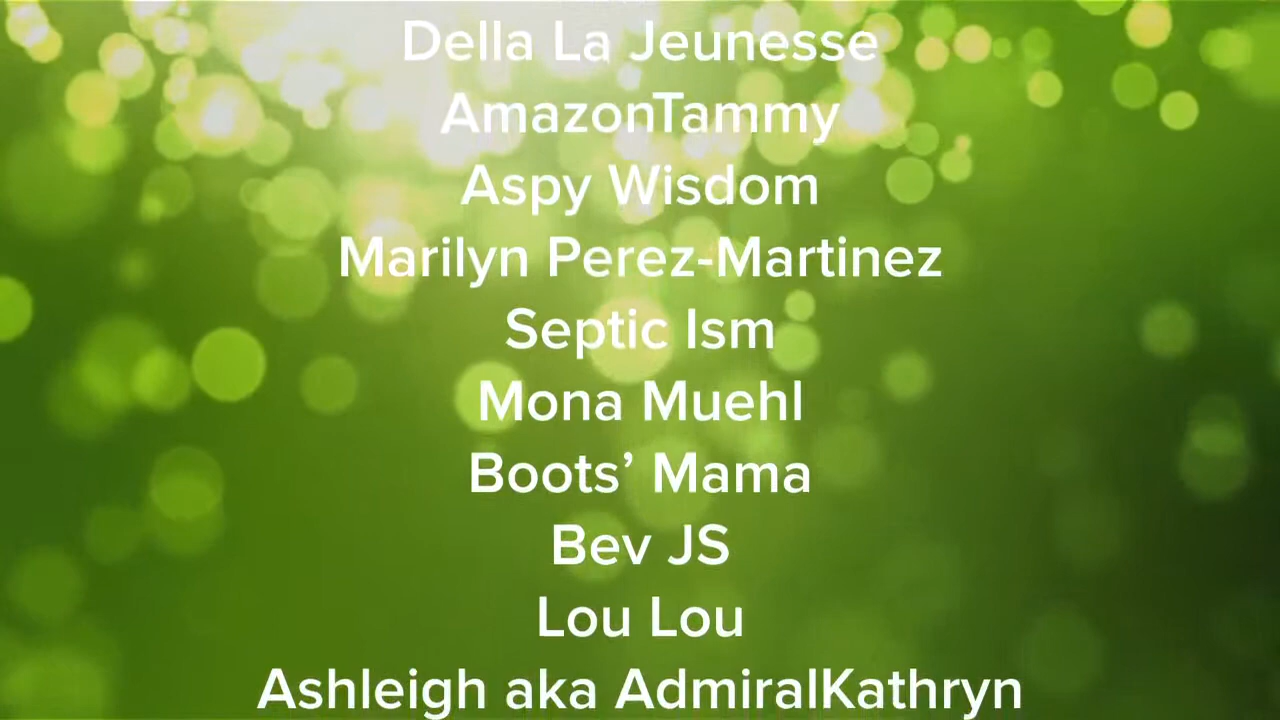 Della La Jeunesse
AmazonTammy
Aspy Wisdom
Marilyn Perez-Martinez
Septic Ism
Mona Muehl
Boots’ Mama
Bev JS
Lou Lou
Ashleigh aka AdmiralKathryn